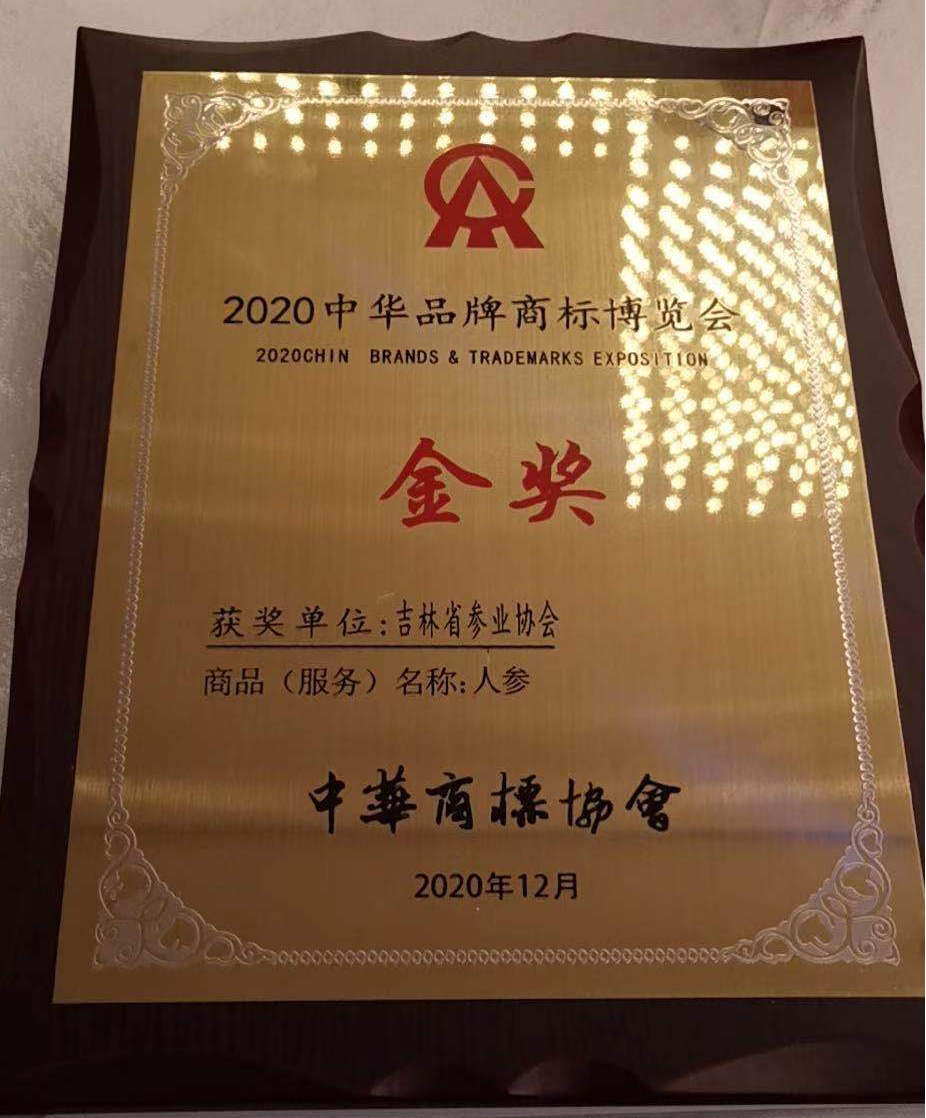 2020中华品牌商标博览会
2020CHIN BRANDS & TRADEMARKS EXPOSITION
金奖
获奖单位:吉林省参业协会
商品（服务）名称:人参
中華商標協會
2020年12月